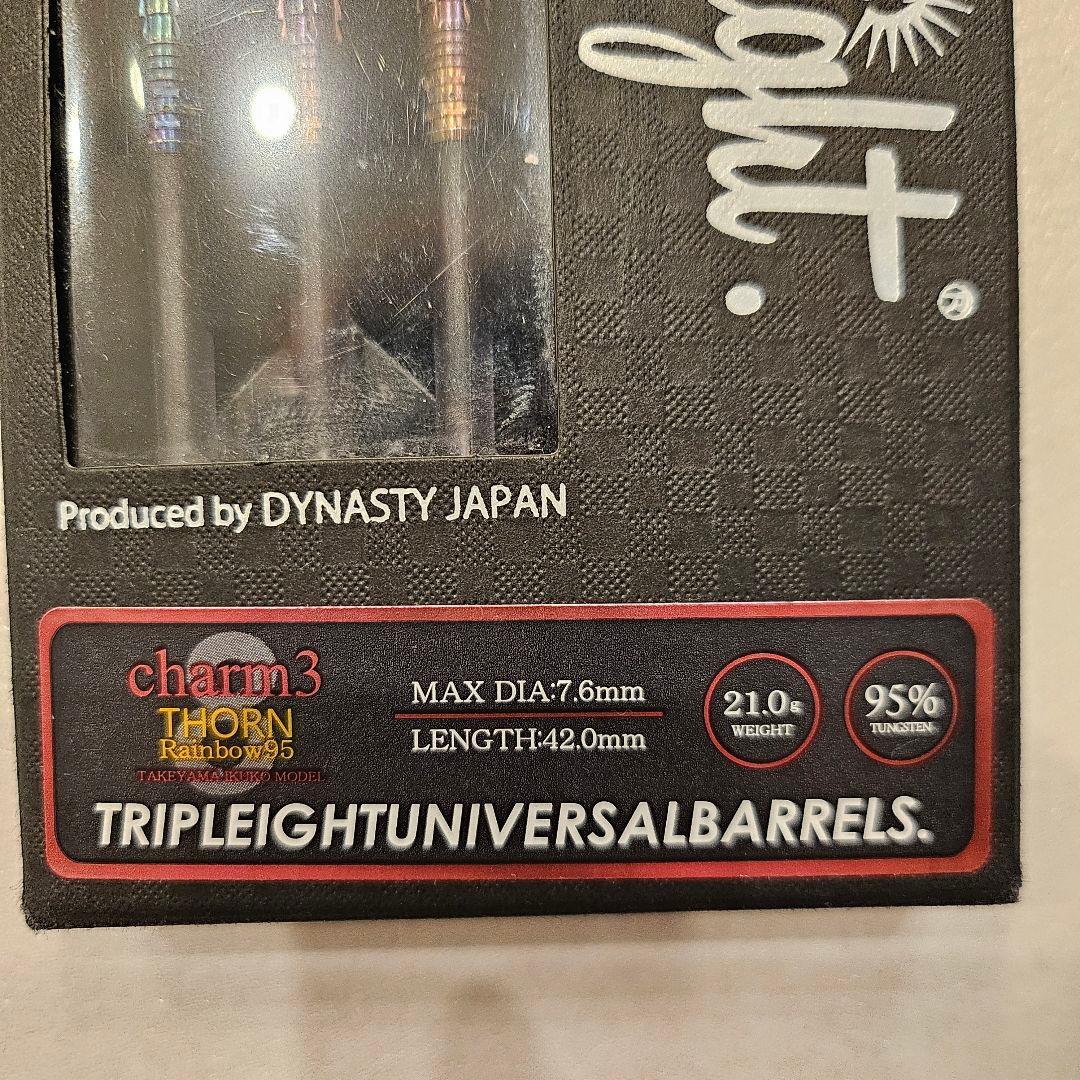 ght.
®
Produced by DYNASTY JAPAN
charm3
THORN
Rainbow95
TAKEYAMA IKUKO MODEL
MAX DIA:7.6mm
LENGTH:42.0mm
21.0g
WEIGHT
95%
TUNGSTEN
TRIPLEIGHTUNIVERSALBARRELS.